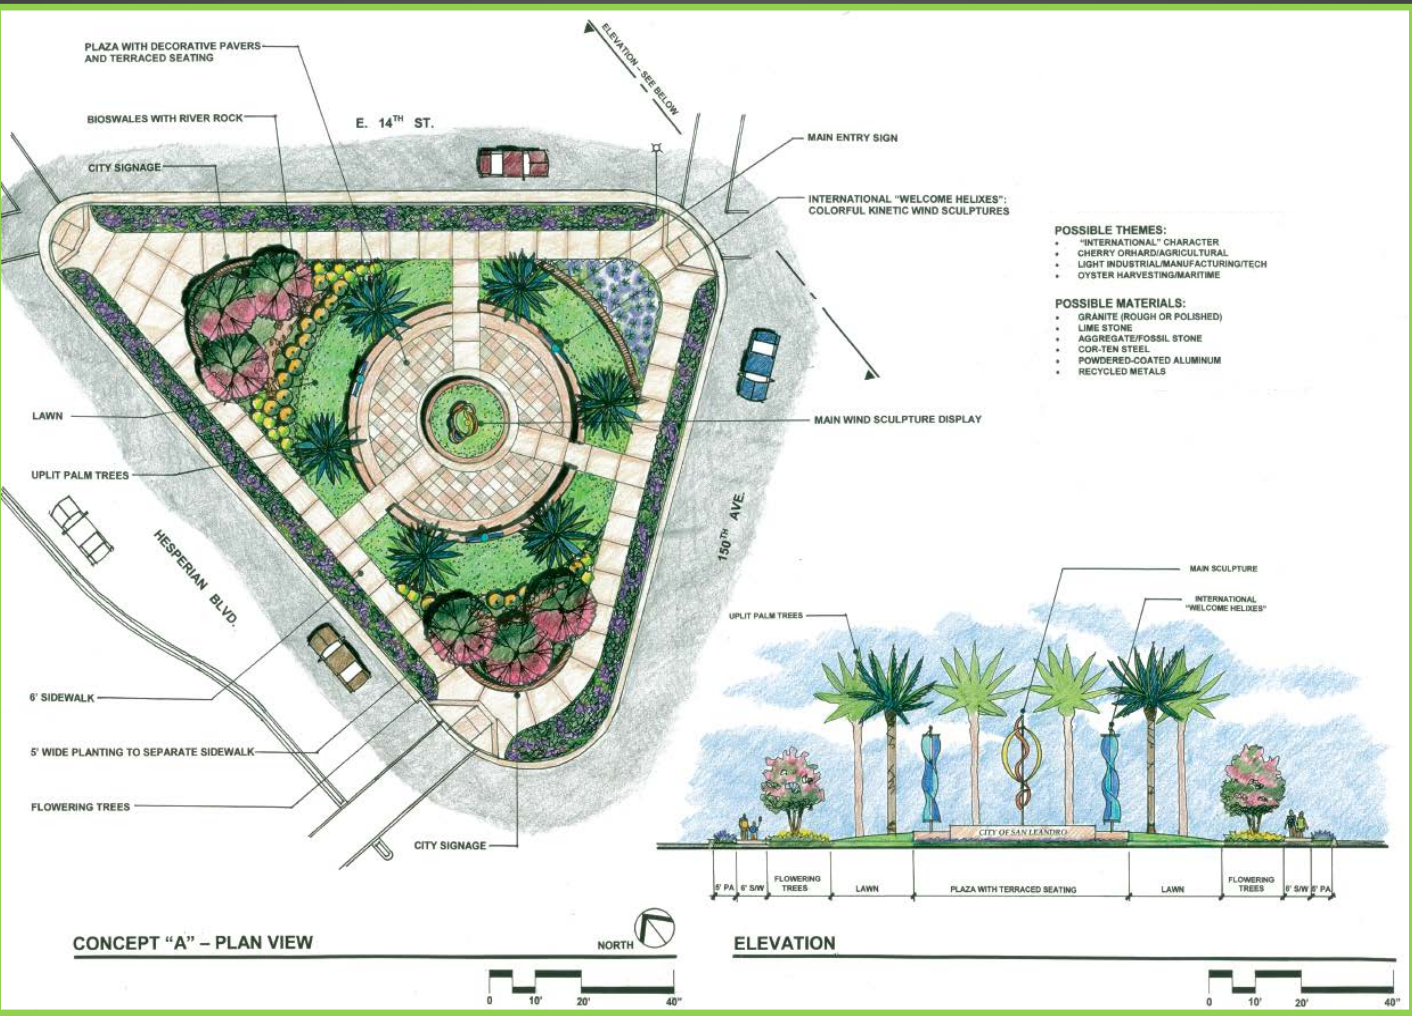 PLAZA WITH DECORATIVE PAVERS
AND TERRACED SEATING
BIOSWALES WITH RIVER ROCK
CITY SIGNAGE
E. 14TH ST.
ELEVATION – SEE BELOW
MAIN ENTRY SIGN
INTERNATIONAL "WELCOME HELIXES":
COLORFUL KINETIC WIND SCULPTURES
POSSIBLE THEMES:
• "INTERNATIONAL" CHARACTER
• CHERRY ORHARD/AGRICULTURAL
• LIGHT INDUSTRIAL/MANUFACTURING/TECH
• OYSTER HARVESTING/MARITIME
POSSIBLE MATERIALS:
• GRANITE (ROUGH OR POLISHED)
• LIME STONE
• AGGREGATE/FOSSIL STONE
• COR-TEN STEEL
• POWDERED-COATED ALUMINUM
• RECYCLED METALS
LAWN
MAIN WIND SCULPTURE DISPLAY
UPLIT PALM TREES
HESPERIAN BLVD.
150TH AVE.
6' SIDEWALK
5' WIDE PLANTING TO SEPARATE SIDEWALK
FLOWERING TREES
CITY SIGNAGE
MAIN SCULPTURE
INTERNATIONAL
"WELCOME HELIXES"
UPLIT PALM TREES
CITY OF SAN LEANDRO
5' PA
6' S/W
FLOWERING
TREES
LAWN
PLAZA WITH TERRACED SEATING
LAWN
FLOWERING
TREES
6' S/W
5' PA
CONCEPT "A" – PLAN VIEW
NORTH
0 10' 20' 40"
ELEVATION
0 10' 20' 40"